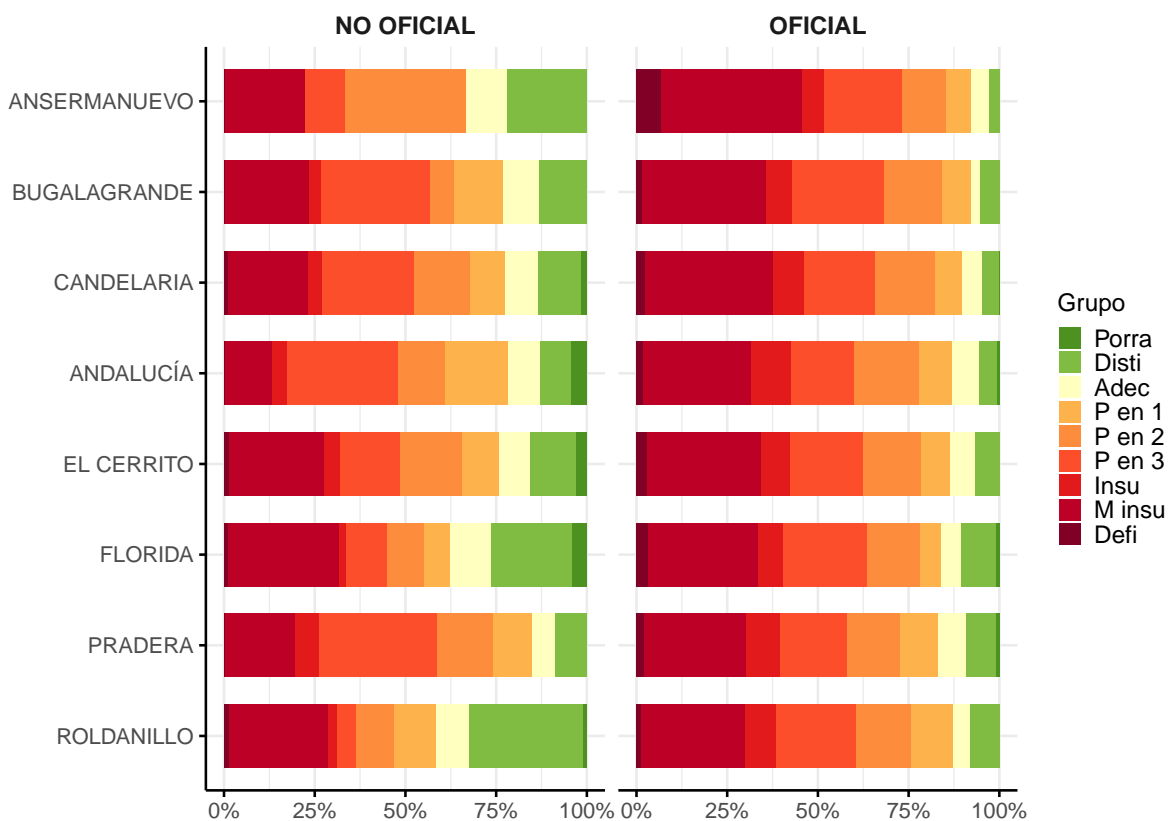 NO OFICIAL
OFICIAL
ANSERMANUEVO
BUGALAGRANDE
CANDELARIA
ANDALUCÍA
EL CERRITO
FLORIDA
PRADERA
ROLDANILLO
0% 25% 50% 75% 100%
0% 25% 50% 75% 100%
Grupo
Porra
Disti
Adec
P en 1
P en 2
P en 3
Insu
M insu
Defi